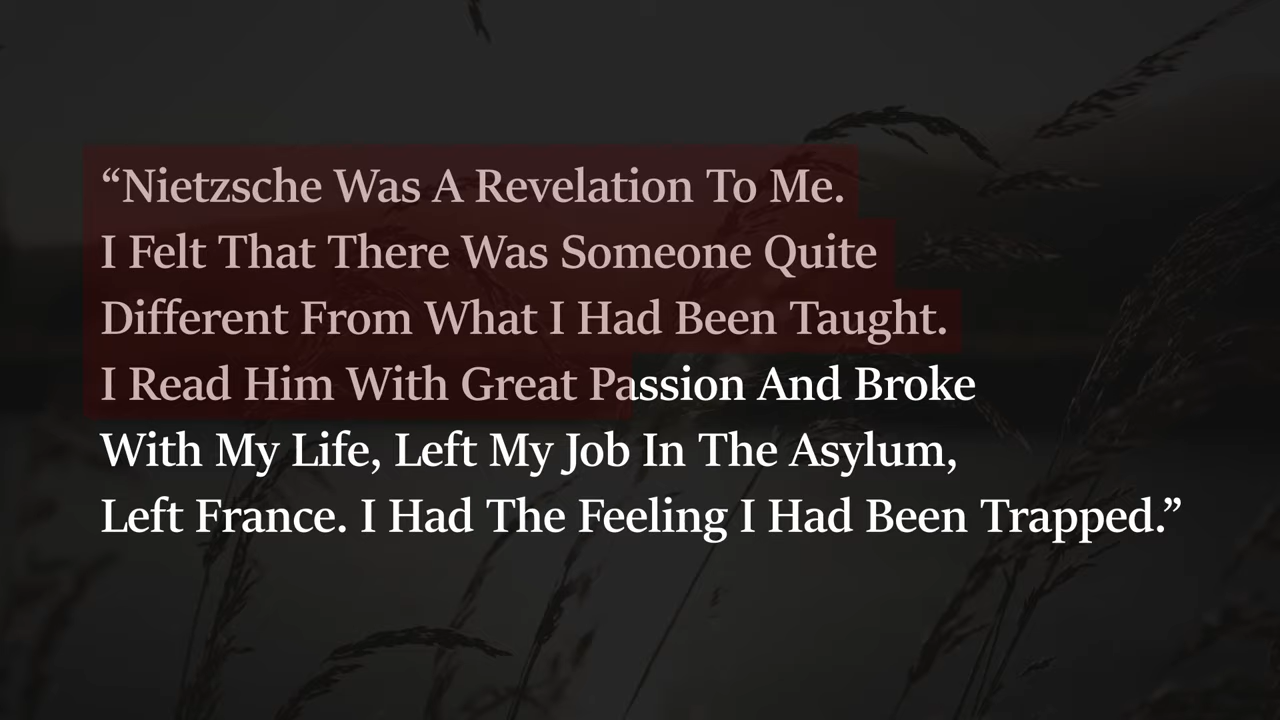 “Nietzsche Was A Revelation To Me.
I Felt That There Was Someone Quite
Different From What I Had Been Taught.
I Read Him With Great Passion And Broke
With My Life, Left My Job In The Asylum,
Left France. I Had The Feeling I Had Been Trapped.”